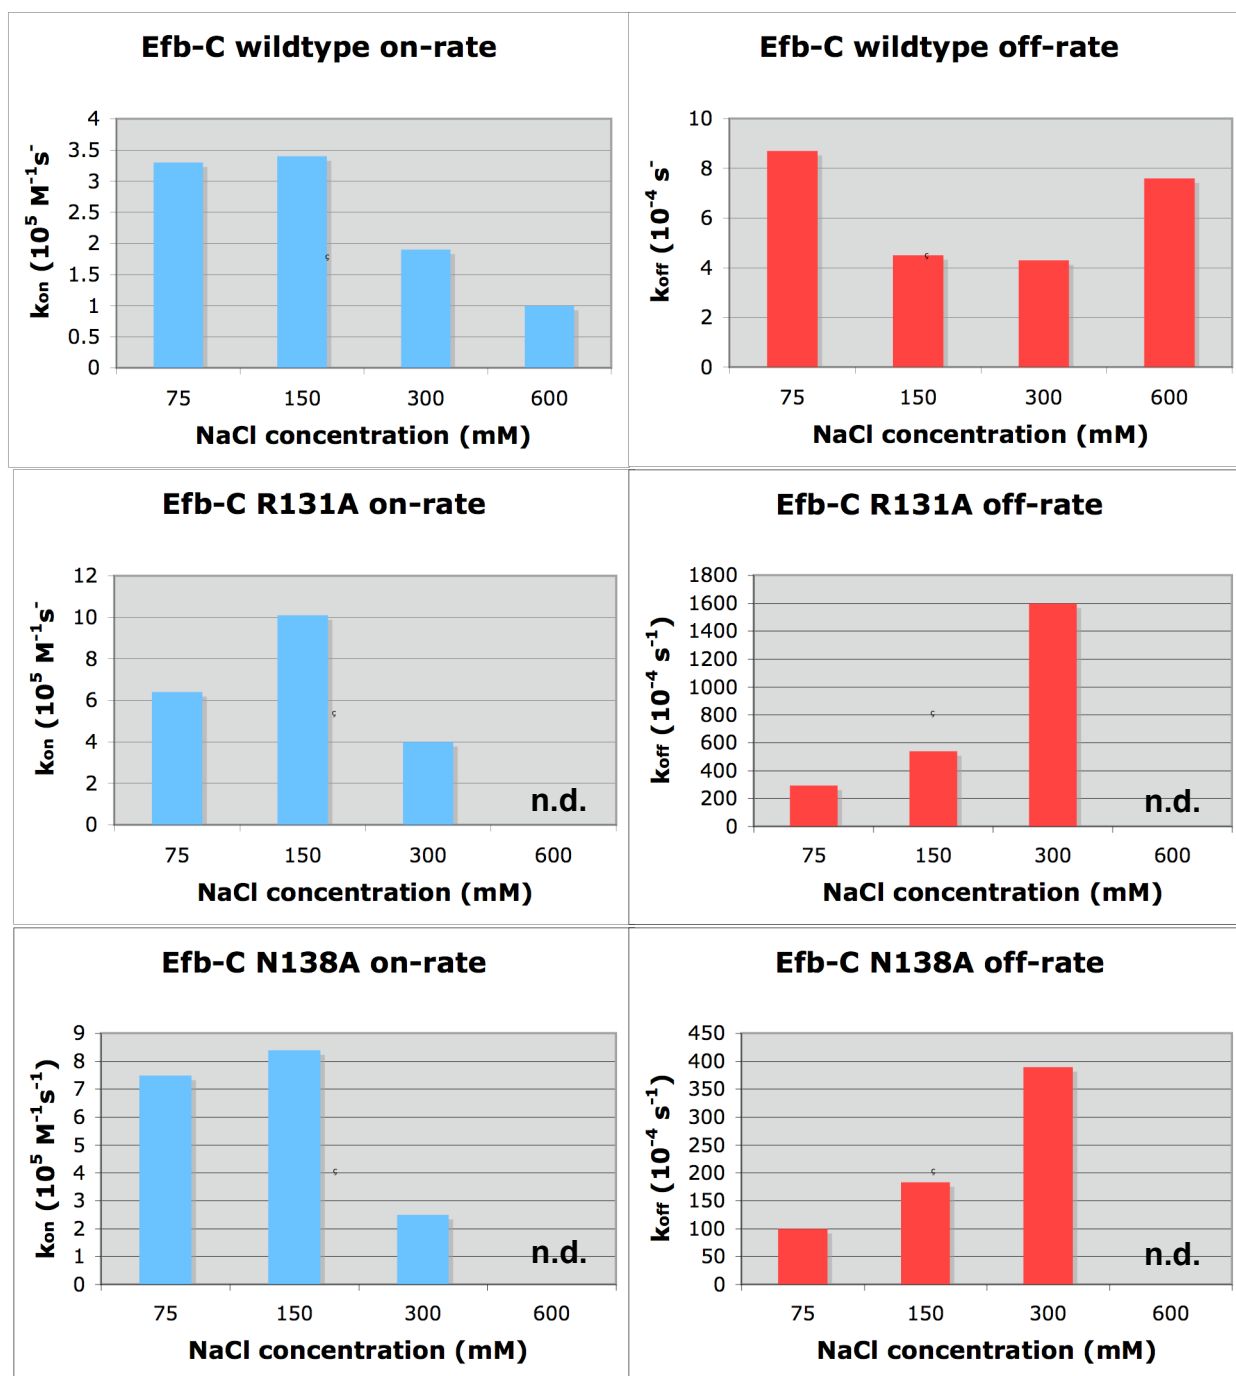 Efb-C wildtype on-rate
4
3.5
3
2.5
2
1.5
1
0.5
0
kon (10⁵ M⁻¹s⁻
ç
75 150 300 600
NaCl concentration (mM)
Efb-C wildtype off-rate
10
8
6
4
2
0
koff (10⁻⁴ s⁻
ç
75 150 300 600
NaCl concentration (mM)
Efb-C R131A on-rate
12
10
8
6
4
2
0
kon (10⁵ M⁻¹s⁻
ç
n.d.
75 150 300 600
NaCl concentration (mM)
Efb-C R131A off-rate
1800
1600
1400
1200
1000
800
600
400
200
0
koff (10⁻⁴ s⁻¹)
ç
n.d.
75 150 300 600
NaCl concentration (mM)
Efb-C N138A on-rate
9
8
7
6
5
4
3
2
1
0
kon (10⁵ M⁻¹s⁻¹)
ç
n.d.
75 150 300 600
NaCl concentration (mM)
Efb-C N138A off-rate
450
400
350
300
250
200
150
100
50
0
koff (10⁻⁴ s⁻¹)
ç
n.d.
75 150 300 600
NaCl concentration (mM)